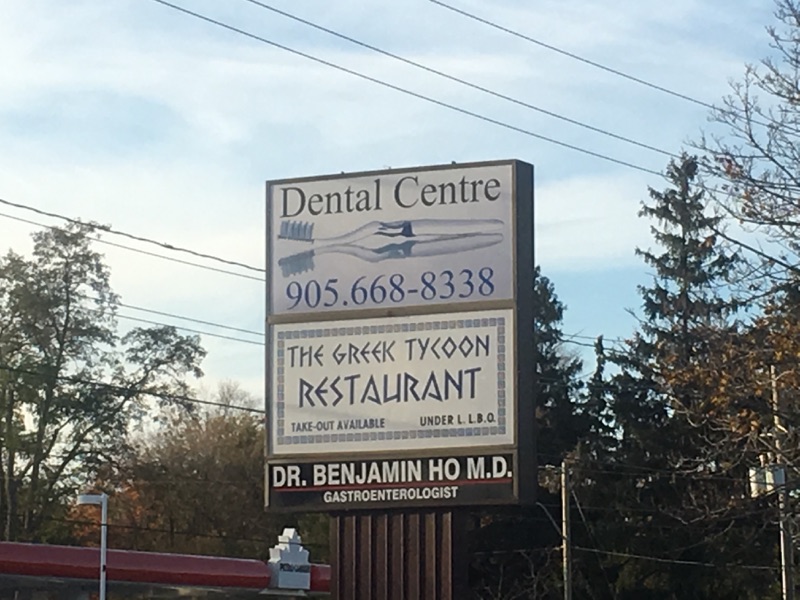 Dental Centre
905.668-8338
THE GREEK TYCOON
RESTAURANT
TAKE-OUT AVAILABLE UNDER L.L.B.O.
DR. BENJAMIN HO M.D.
GASTROENTEROLOGIST